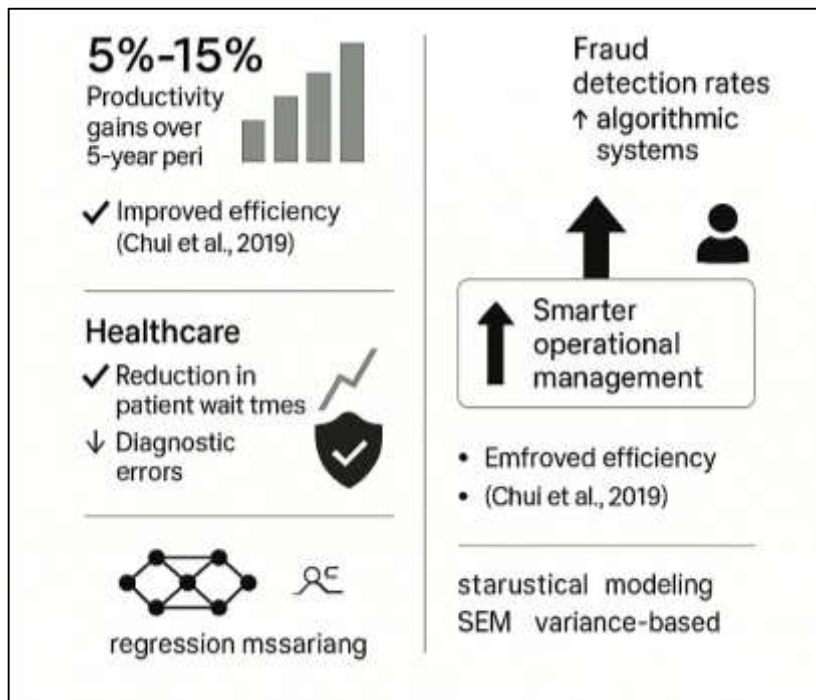 5%-15%
Productivity
gains over
5-year peri
✓ Improved efficiency
(Chui et al., 2019)
Healthcare
✓ Reduction in
patient wait tmes
↓ Diagnostic
errors
regression mssariang
Fraud
detection rates
↑ algorithmic
systems
Smarter
operational
management
• Emfroved efficiency
• (Chui et al., 2019)
starustical modeling
SEM variance-based